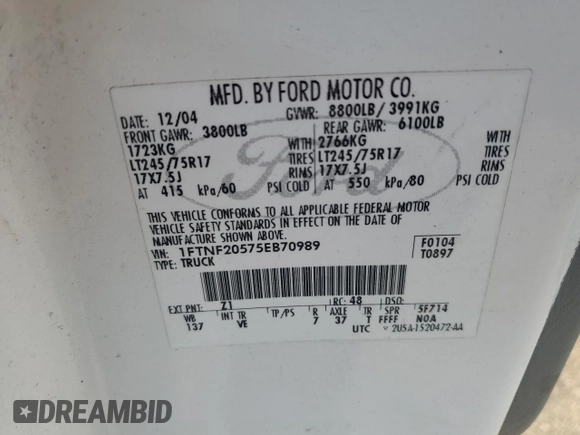 MFD. BY FORD MOTOR CO.
DATE: 12/04 GVWR: 8800LB/ 3991KG
FRONT GAWR: 3800LB REAR GAWR: 6100LB
1723KG WITH 2766KG WITH
LT245/75R17 TIRES LT245/75R17 TIRES
17X7.5J RIMS 17X7.5J RIMS
AT 415 kPa/60 PSI COLD AT 550 kPa/80 PSI COLD
THIS VEHICLE CONFORMS TO ALL APPLICABLE FEDERAL MOTOR
VEHICLE SAFETY STANDARDS IN EFFECT ON THE DATE OF
MANUFACTURE SHOWN ABOVE.
VIN: 1FTNF20575EB70989 F0104
TYPE: TRUCK T0897
EXT PNT: Z1 RC: 48 DSO:
WB INT TR TP/PS R AXLE TR SPR 5F714
137 VE 7 37 T FFFF N0A
UTC 2U5A-1520472-AA
Ford
DREAMBID